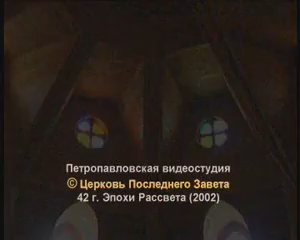 Петропавловская видеостудия
© Церковь Последнего Завета
42 г. Эпохи Рассвета (2002)